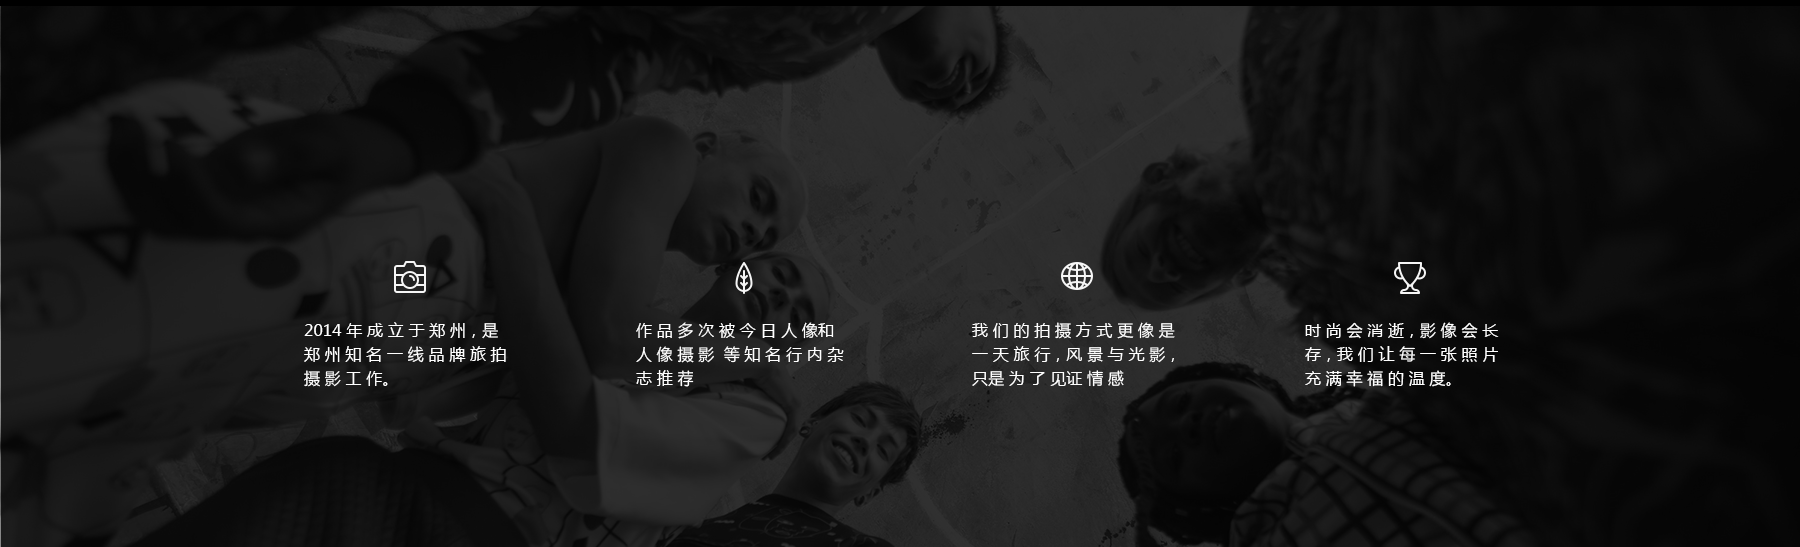 2014年成立于郑州,是
郑州知名一线品牌旅拍
摄影工作。
作品多次被今日人像和
人像摄影 等知名行内杂
志推荐
我们的拍摄方式更像是
一天旅行,风景与光影,
只是为了见证情感
时尚会消逝,影像会长
存,我们让每一张照片
充满幸福的温度。